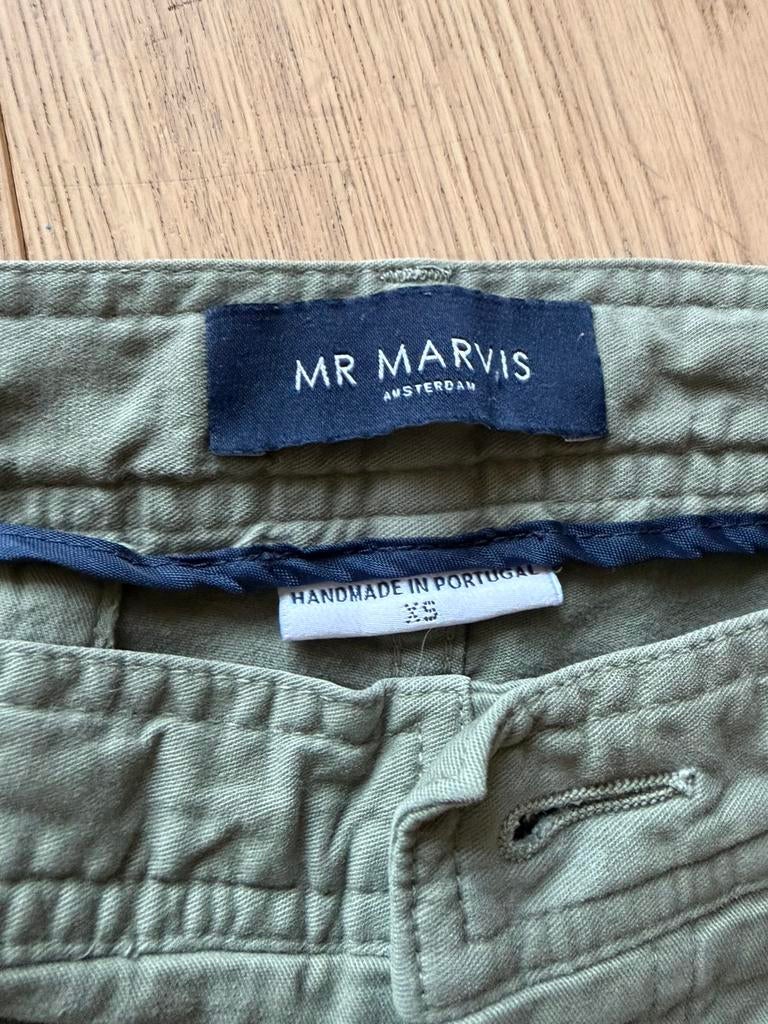 MR MARVIS
AMSTERDAM
HANDMADE IN PORTUGAL
XS